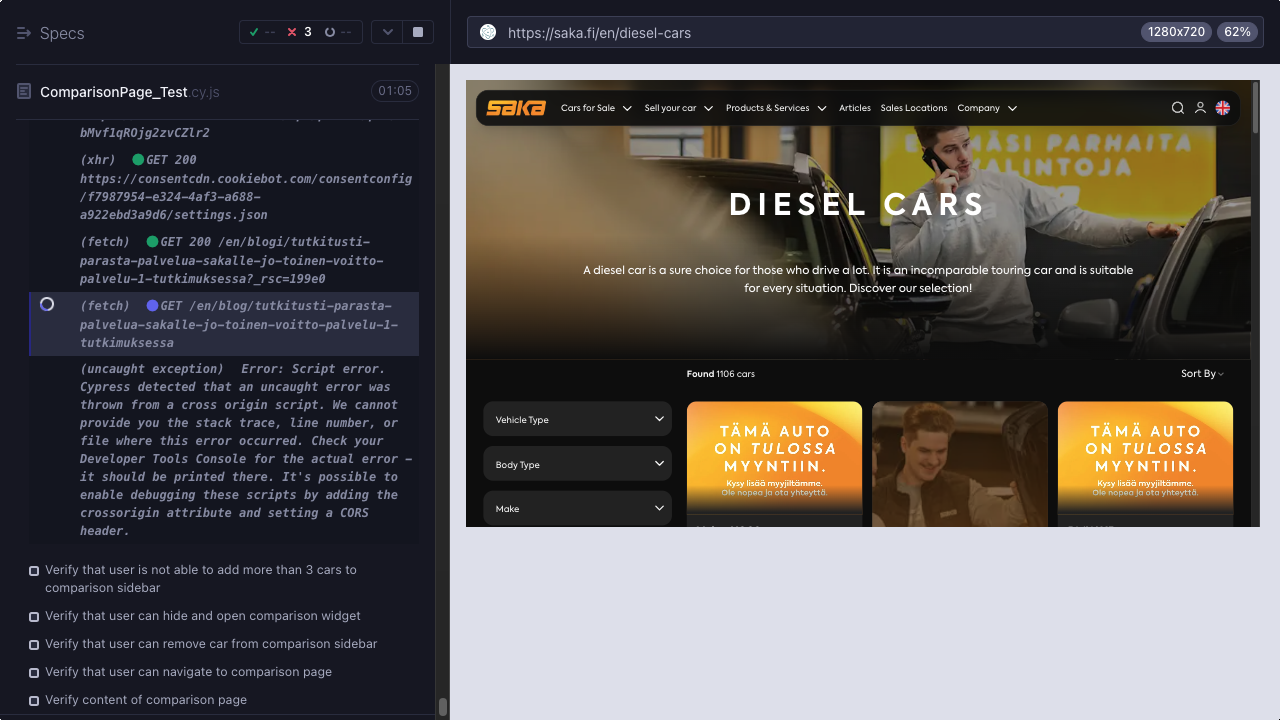 Specs
-- 3 --
https://saka.fi/en/diesel-cars
1280x720 62%
ComparisonPage_Test.cy.js
01:05
bMvf1qROjg2zvCZlr2
(xhr) GET 200
https://consentcdn.cookiebot.com/consentconfig
/f987f954-e324-4af3-a688-
a922ebd3a9d6/settings.json
(fetch) GET 200 /en/blogi/tutkitusti-
parasta-palvelua-sakalle-jo-toinen-voitto-
palvelu-1-tutkimuksessa?_rsc=199e0
(fetch) GET /en/blog/tutkitusti-parasta-
palvelua-sakalle-jo-toinen-voitto-palvelu-1-
tutkimuksessa
(uncaught exception) Error: Script error.
Cypress detected that an uncaught error was
thrown from a cross origin script. We cannot
provide you the stack trace, line number, or
file where this error occurred. Check your
Developer Tools Console for the actual error -
it should be printed there. It's possible to
enable debugging these scripts by adding the
crossorigin attribute and setting a CORS
header.
Verify that user is not able to add more than 3 cars to
comparison sidebar
Verify that user can hide and open comparison widget
Verify that user can remove car from comparison sidebar
Verify that user can navigate to comparison page
Verify content of comparison page
saka Cars for Sale Sell your car Products & Services Articles Sales Locations Company
PARHAITA
VALINTOJA
DIESEL CARS
A diesel car is a sure choice for those who drive a lot. It is an incomparable touring car and is suitable
for every situation. Discover our selection!
Found 1106 cars
Sort By
Vehicle Type
Body Type
Make
TÄMÄ AUTO
ON TULOSSA
MYYNTIIN.
Kysy lisää myyjiltämme.
Ole nopea ja ota yhteyttä.
TÄMÄ AUTO
ON TULOSSA
MYYNTIIN.
Kysy lisää myyjiltämme.
Ole nopea ja ota yhteyttä.